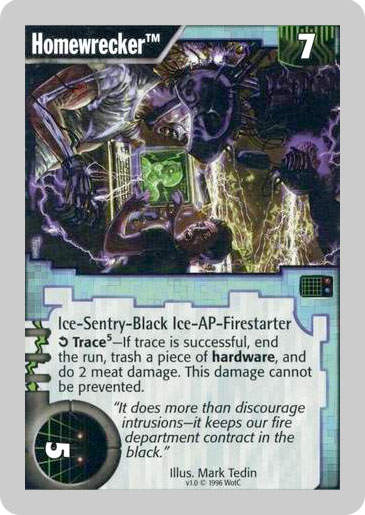 Homewrecker™
7
Ice-Sentry-Black Ice-AP-Firestarter
Trace⁵—If trace is successful, end
the run, trash a piece of hardware, and
do 2 meat damage. This damage cannot
be prevented.
"It does more than discourage
intrusions—it keeps our fire
department contract in the
black."
5
Illus. Mark Tedin
v1.0 © 1996 WotC